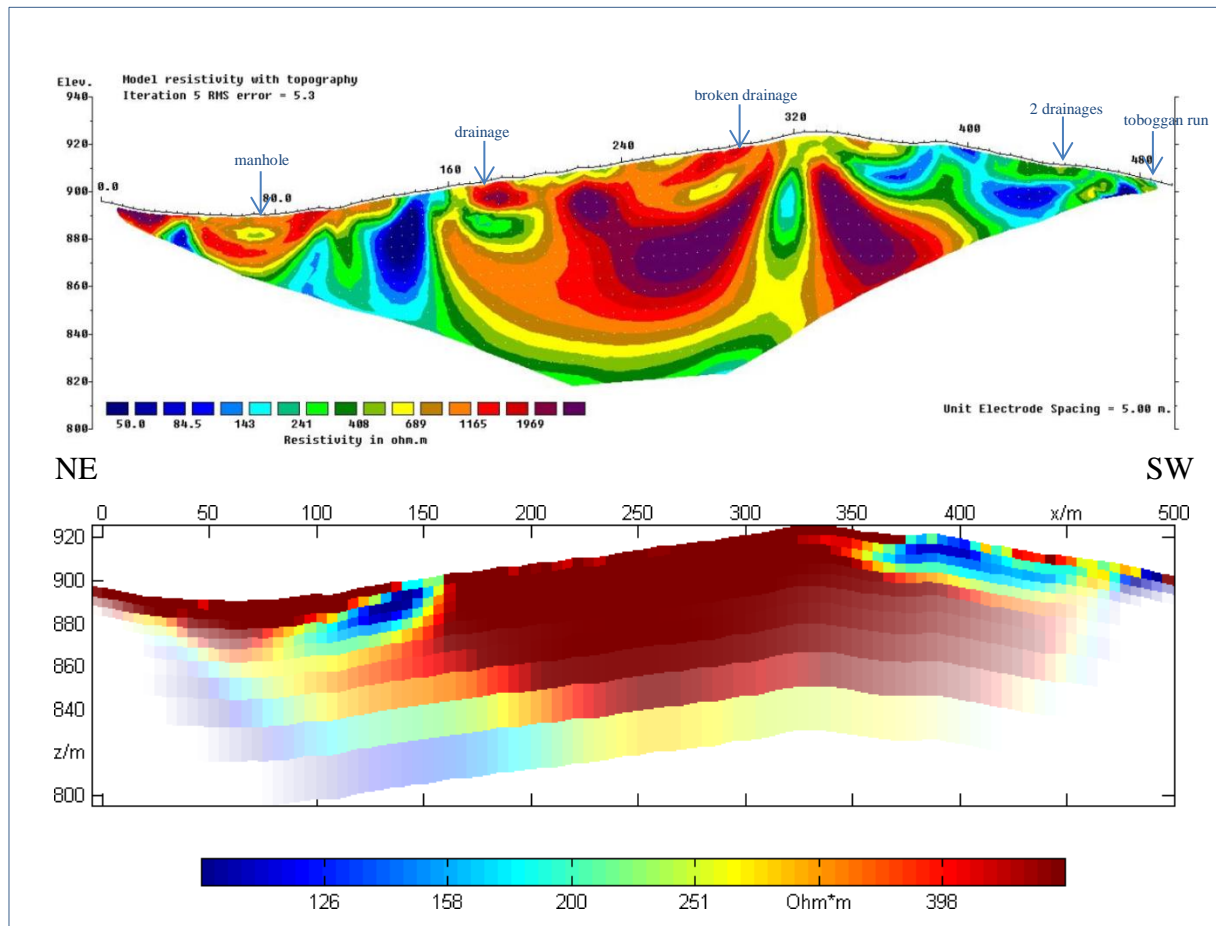 Elev. Model resistivity with topography
940 Iteration 5 RMS error = 5.3
broken drainage
320
2 drainages
toboggan run
drainage
400
920
240
manhole
160
480
900
0.0
80.0
880
860
840
820
50.0 84.5 143 241 408 689 1165 1969
Unit Electrode Spacing = 5.00 m.
800
Resistivity in ohm.m
NE SW
0 50 100 150 200 250 300 350 400 x/m 500
920
900
880
860
840
z/m
800
126 158 200 251 Ohm*m 398